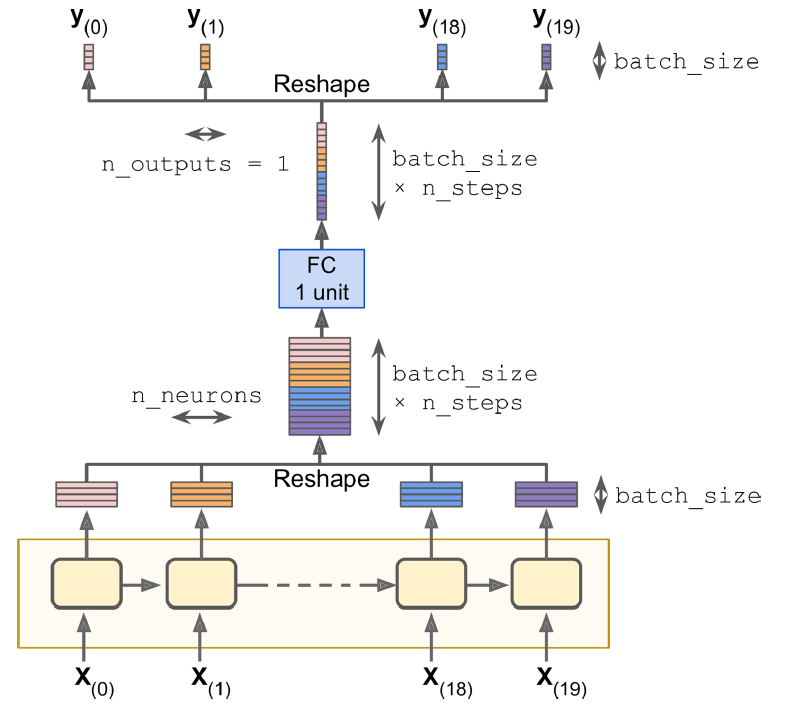 y(0) y(1) y(18) y(19)
batch_size
Reshape
n_outputs = 1
batch_size
× n_steps
FC
1 unit
n_neurons
batch_size
× n_steps
Reshape
batch_size
X(0) X(1) X(18) X(19)